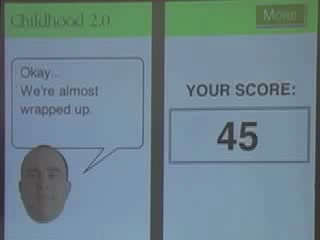 Childhood 2.0
More
Okay...
We're almost
wrapped up.
YOUR SCORE:
45